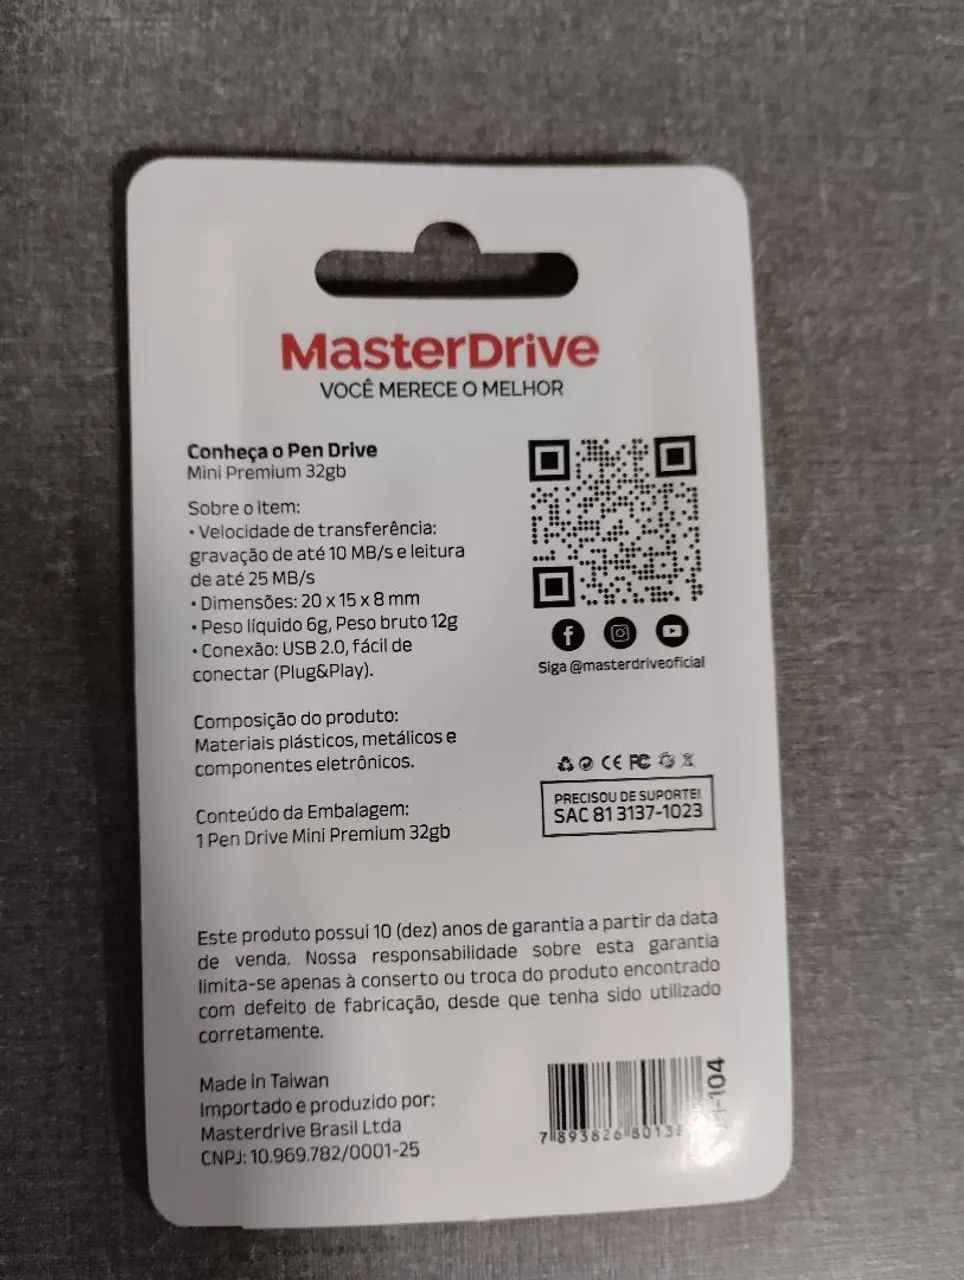 MasterDrive
VOCÊ MERECE O MELHOR
Conheça o Pen Drive
Mini Premium 32gb
Sobre o item:
• Velocidade de transferência:
gravação de até 10 MB/s e leitura
de até 25 MB/s
• Dimensões: 20 x 15 x 8 mm
• Peso líquido 6g, Peso bruto 12g
• Conexão: USB 2.0, fácil de
conectar (Plug&Play).
Composição do produto:
Materiais plásticos, metálicos e
componentes eletrônicos.
Conteúdo da Embalagem:
1 Pen Drive Mini Premium 32gb
Siga @masterdriveoficial
CE FC
PRECISOU DE SUPORTE!
SAC 81 3137-1023
Este produto possui 10 (dez) anos de garantia a partir da data
de venda. Nossa responsabilidade sobre esta garantia
limita-se apenas à conserto ou troca do produto encontrado
com defeito de fabricação, desde que tenha sido utilizado
corretamente.
Made in Taiwan
Importado e produzido por:
Masterdrive Brasil Ltda
CNPJ: 10.969.782/0001-25
7 893826 80138
-104